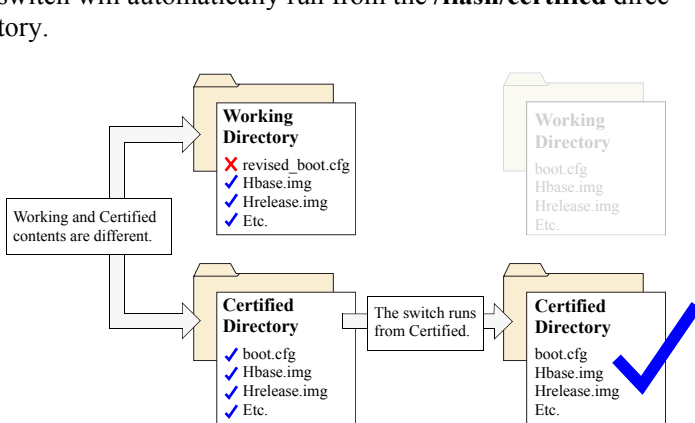 switch will automatically run from the /flash/certified direc-
tory.
Working
Directory
revised_boot.cfg
Hbase.img
Hrelease.img
Etc.
Working
Directory
boot.cfg
Hbase.img
Hrelease.img
Etc.
Working and Certified
contents are different.
Certified
Directory
boot.cfg
Hbase.img
Hrelease.img
Etc.
The switch runs
from Certified.
Certified
Directory
boot.cfg
Hbase.img
Hrelease.img
Etc.